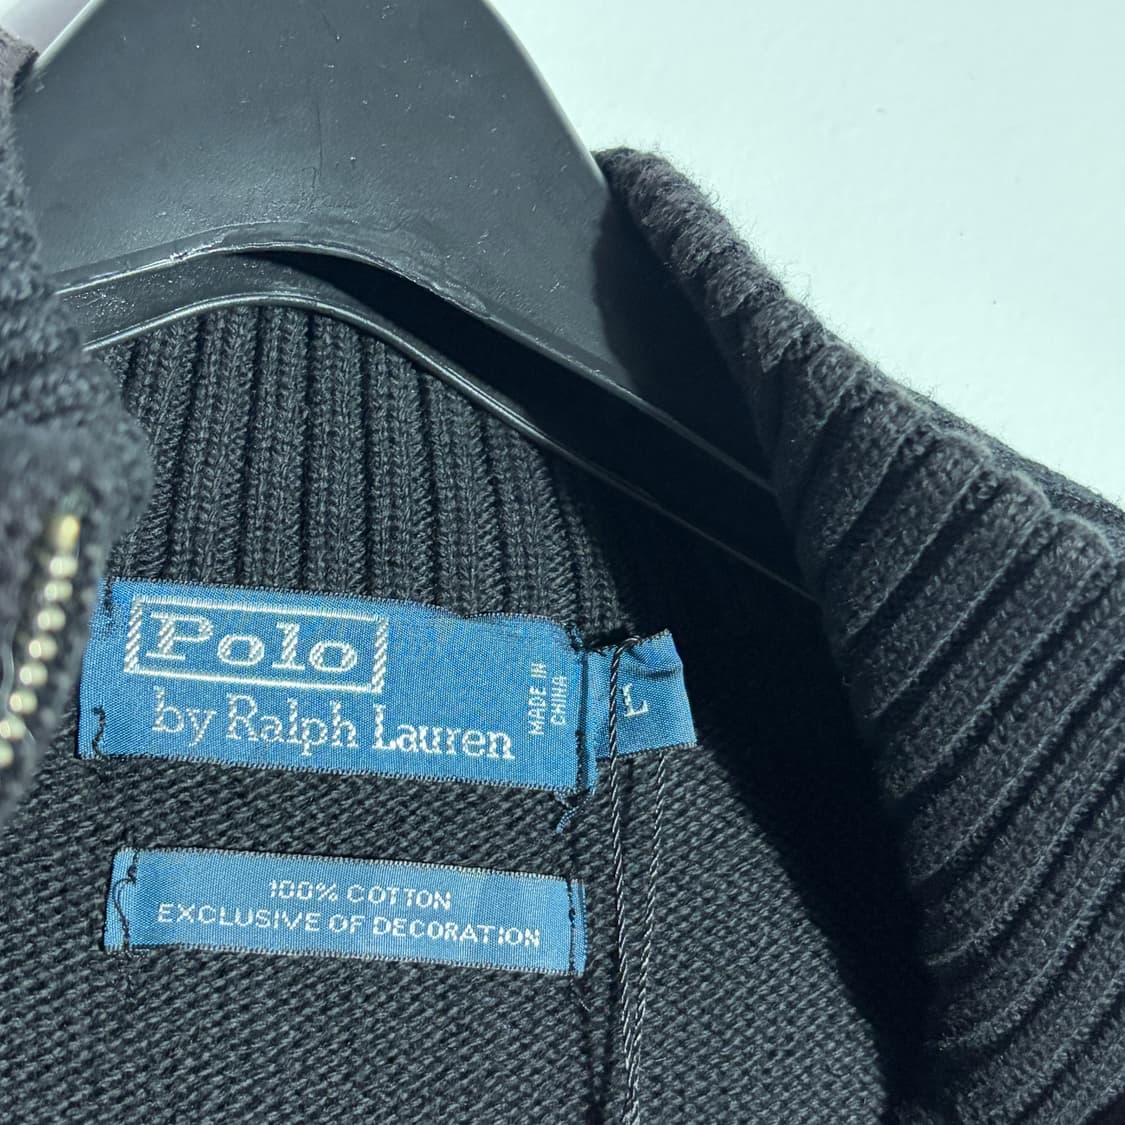 Polo
by Ralph Lauren
MADE IN
CHINA
L
100% COTTON
EXCLUSIVE OF DECORATION